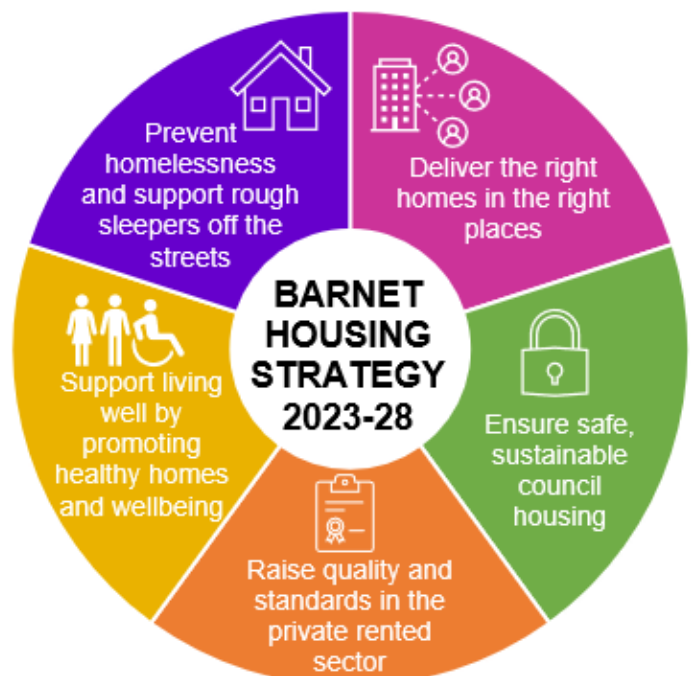 BARNET
HOUSING
STRATEGY
2023-28
Prevent
homelessness
and support rough
sleepers off the
streets
Deliver the right
homes in the right
places
Ensure safe,
sustainable
council
housing
Raise quality and
standards in the
private rented
sector
Support living
well by
promoting
healthy homes
and wellbeing